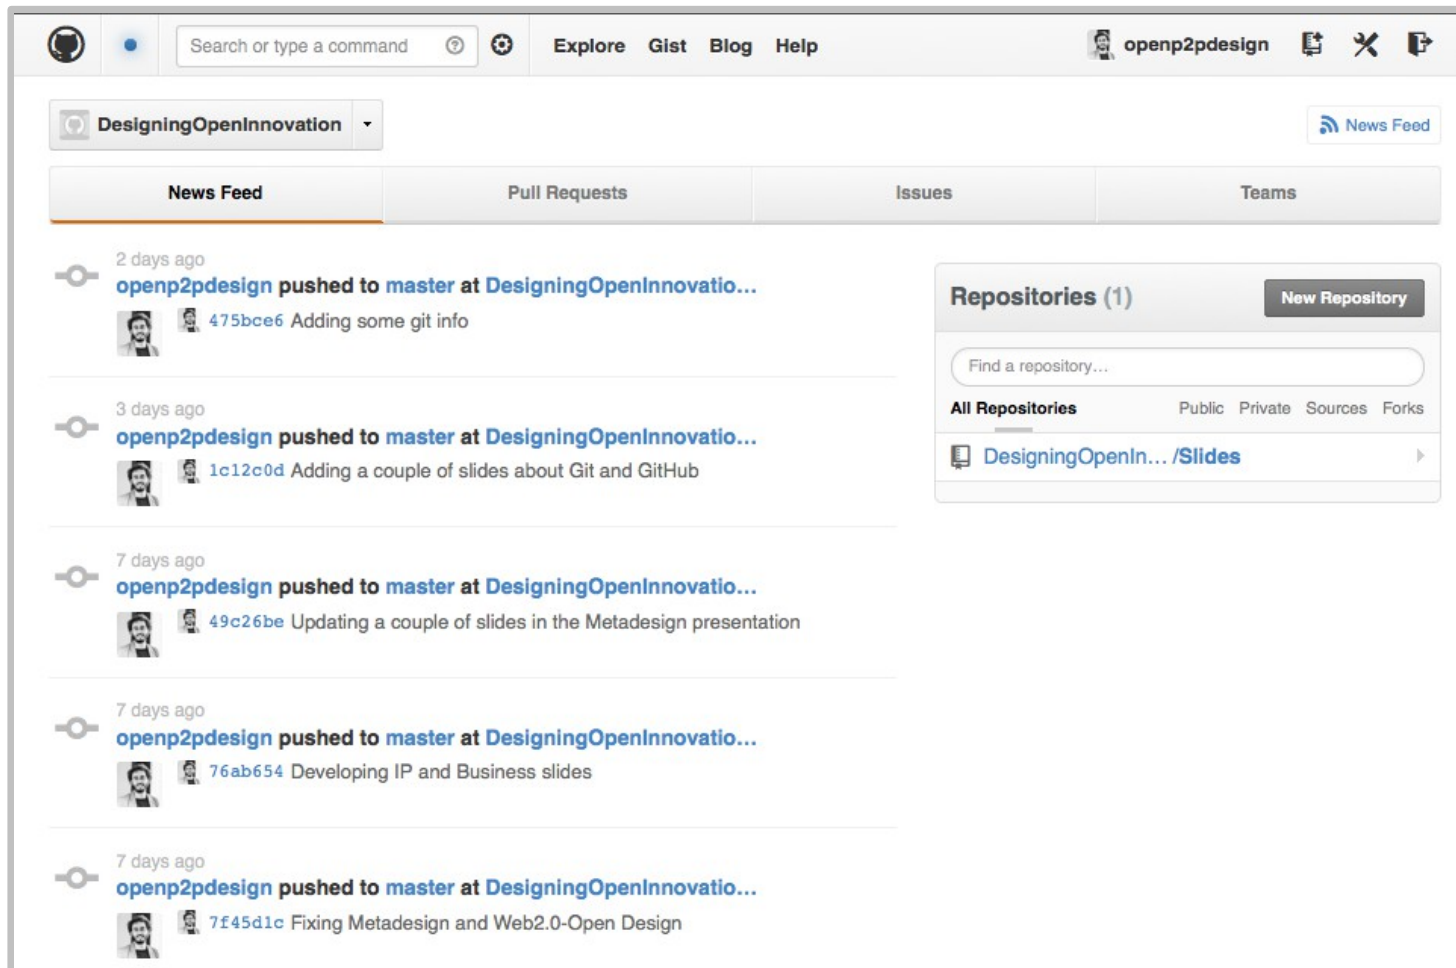 Search or type a command
Explore Gist Blog Help
openp2pdesign
DesigningOpenInnovation
News Feed
News Feed Pull Requests Issues Teams
2 days ago
openp2pdesign pushed to master at DesigningOpenInnovatio...
475bce6 Adding some git info
3 days ago
openp2pdesign pushed to master at DesigningOpenInnovatio...
1c12c0d Adding a couple of slides about Git and GitHub
7 days ago
openp2pdesign pushed to master at DesigningOpenInnovatio...
49c26be Updating a couple of slides in the Metadesign presentation
7 days ago
openp2pdesign pushed to master at DesigningOpenInnovatio...
76ab654 Developing IP and Business slides
7 days ago
openp2pdesign pushed to master at DesigningOpenInnovatio...
7f45d1c Fixing Metadesign and Web2.0-Open Design
Repositories (1)
New Repository
Find a repository...
All Repositories Public Private Sources Forks
DesigningOpenIn... /Slides